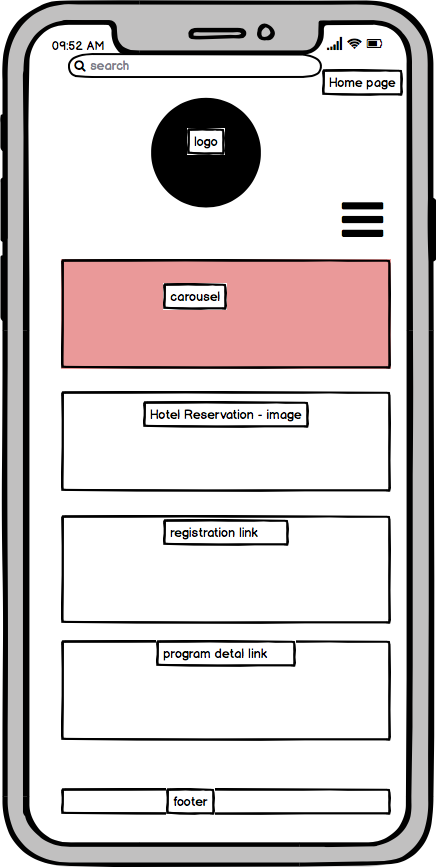 09:52 AM
search
Home page
logo
carousel
Hotel Reservation - image
registration link
program detal link
footer